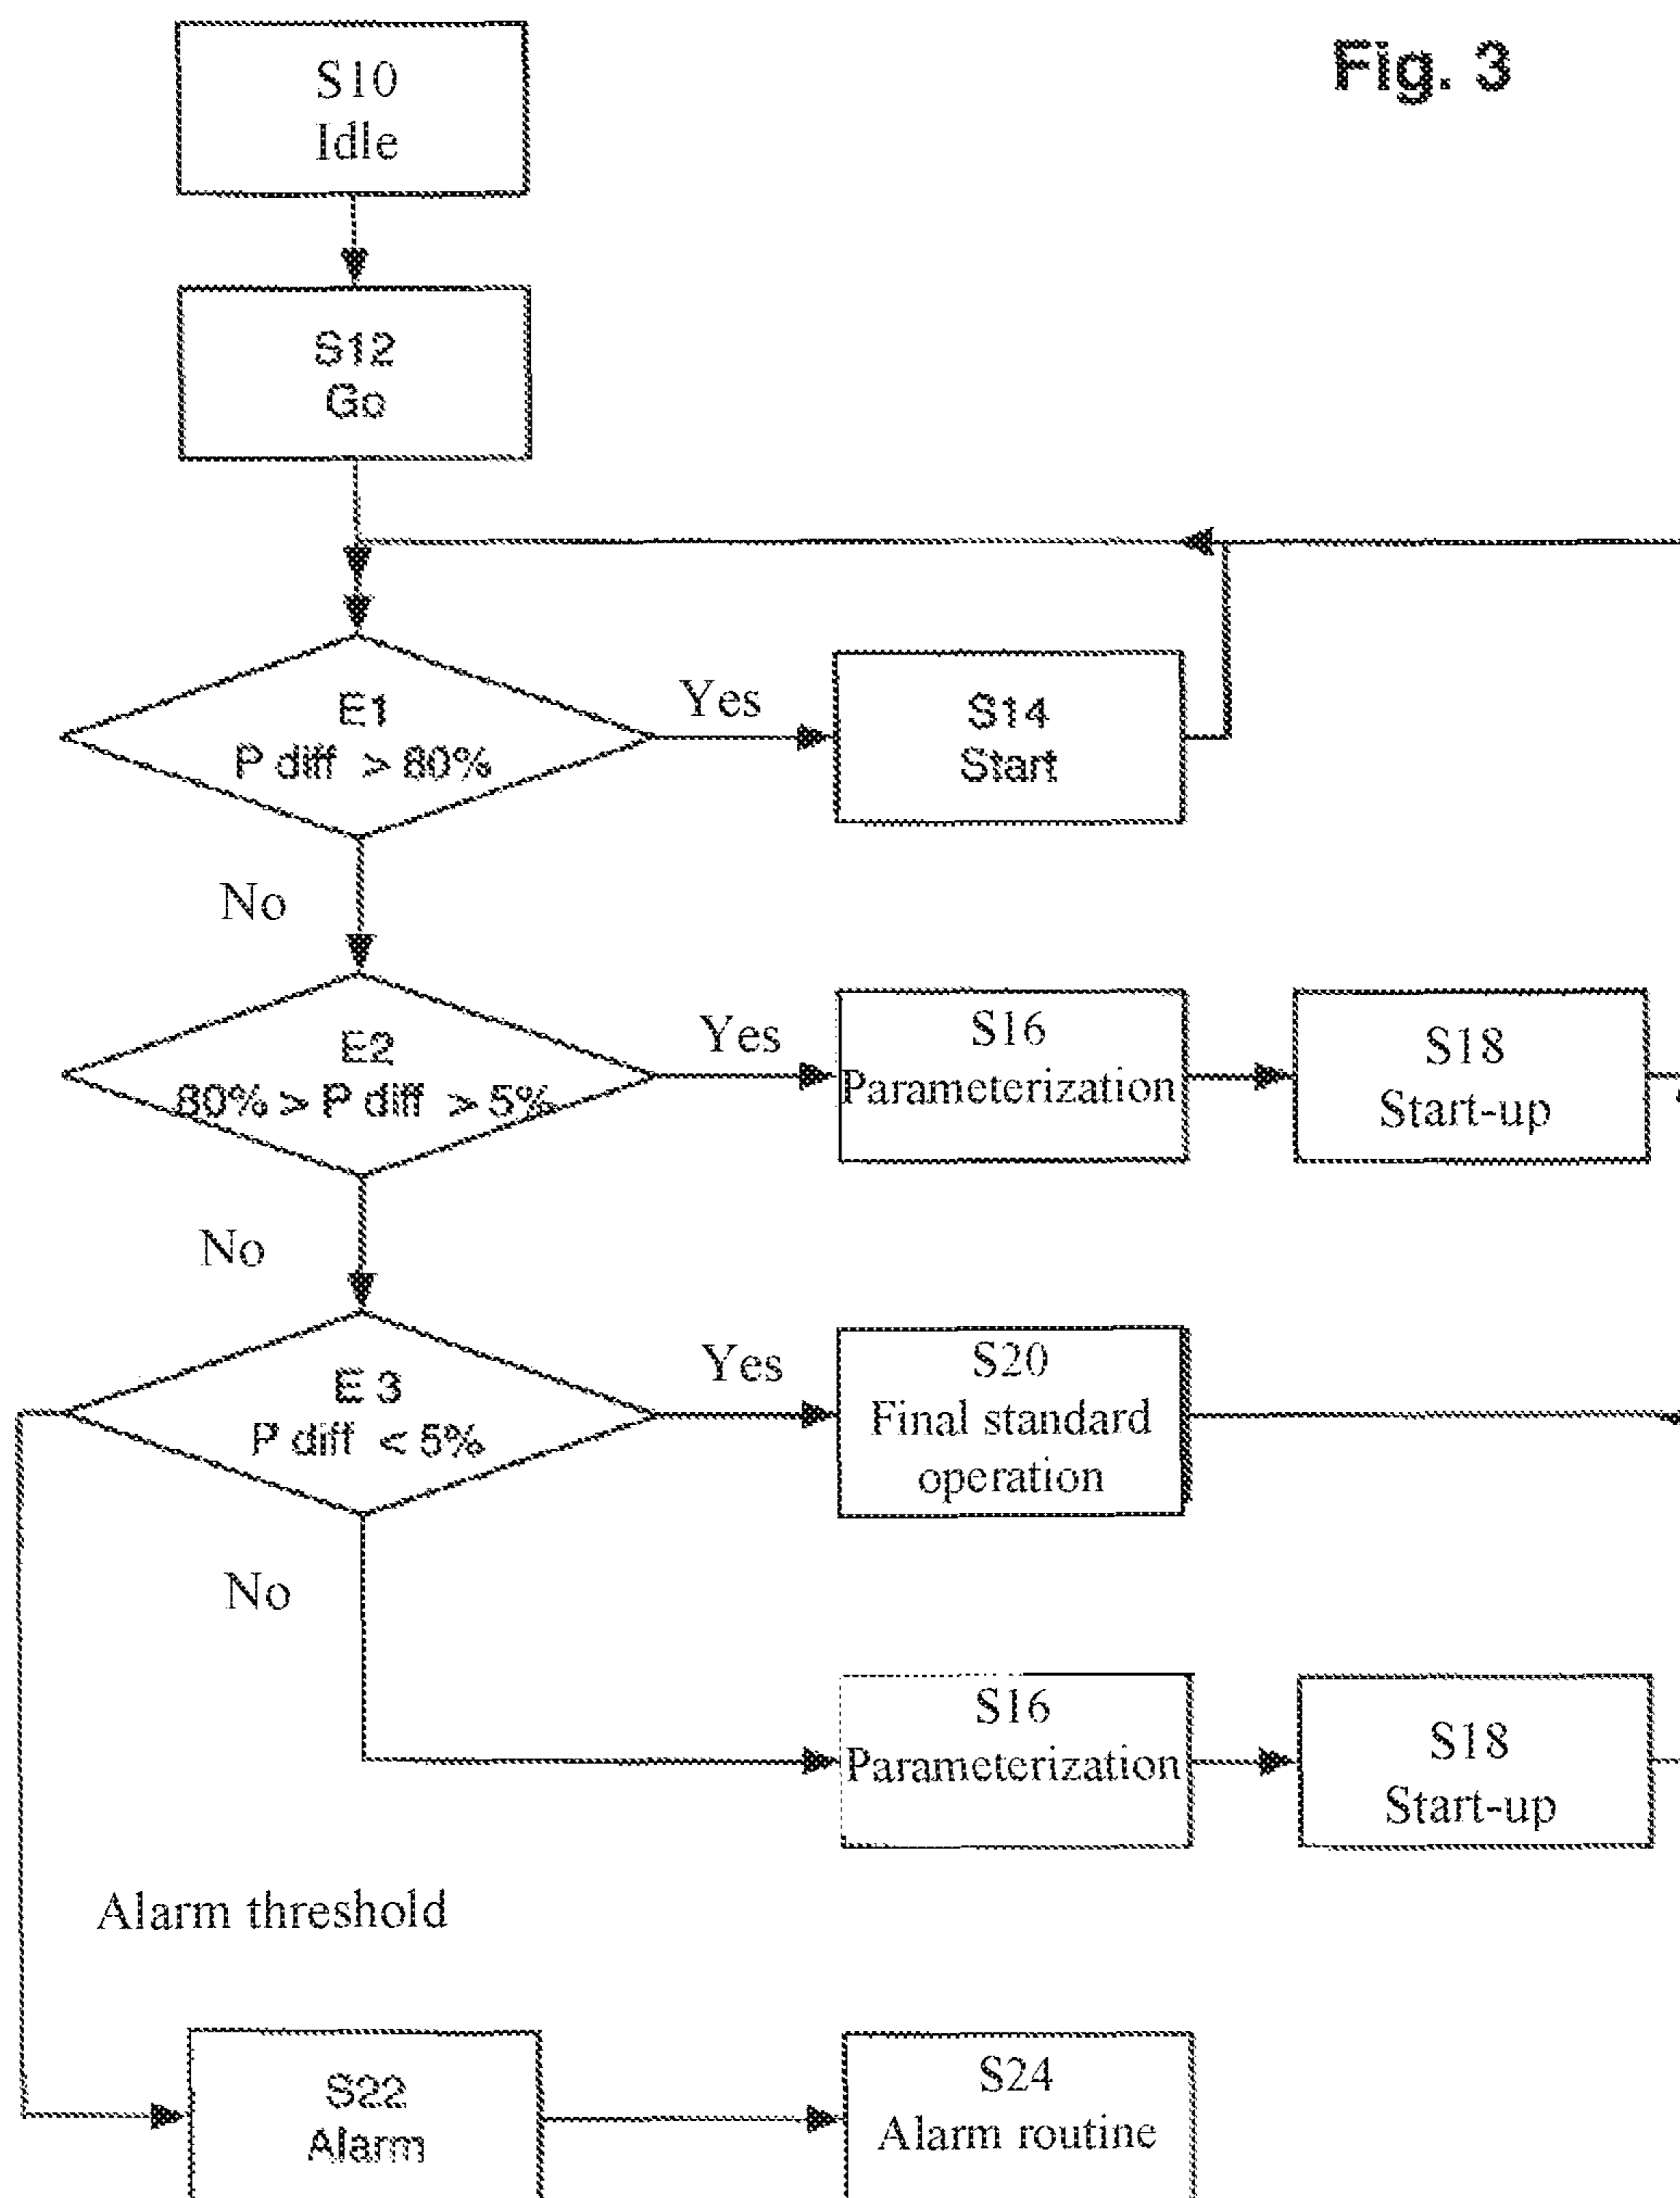 Fig. 3
S10
Idle
S12
Go
E1
P diff > 80%
Yes
S14
Start
No
E2
80% > P diff > 5%
Yes
S16
Parameterization
S18
Start-up
No
E 3
P diff < 5%
Yes
S20
Final standard
operation
No
S16
Parameterization
S18
Start-up
Alarm threshold
S22
Alarm
S24
Alarm routine